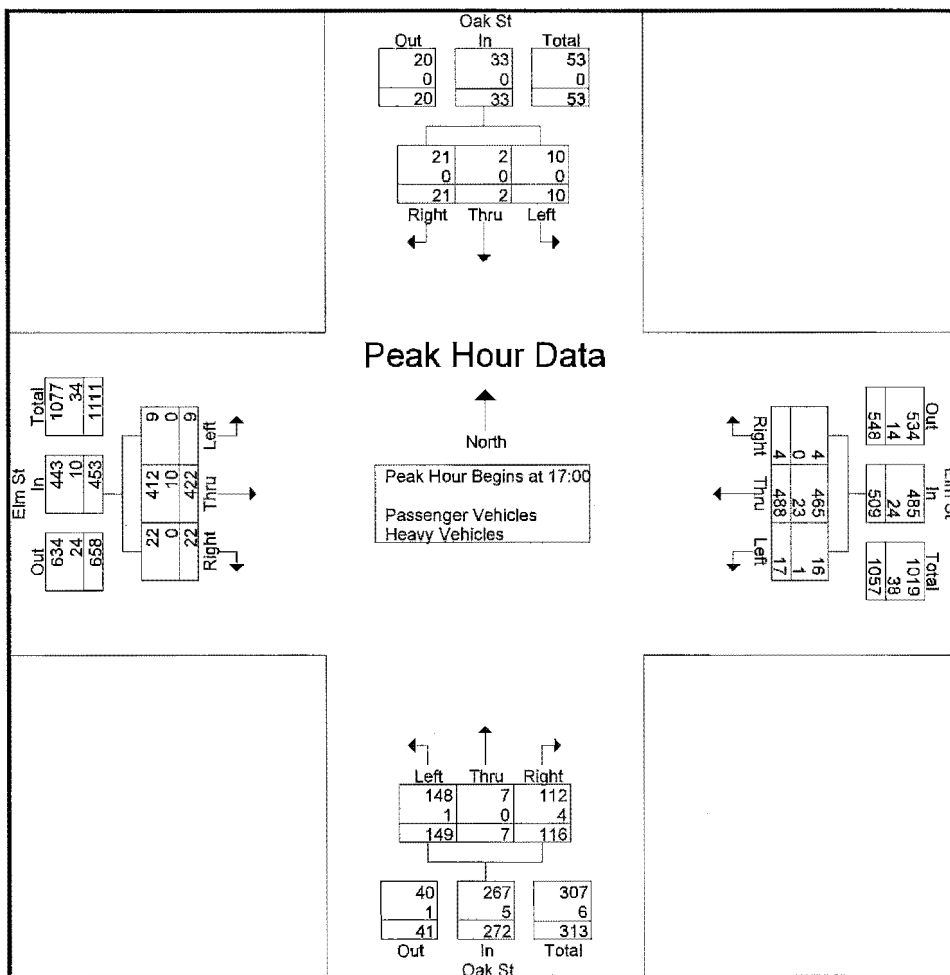 Oak St
Out In Total
20 33 53
0 0 0
20 33 53
21 2 10
0 0 0
21 2 10
Right Thru Left
Peak Hour Data
North
Peak Hour Begins at 17:00
Passenger Vehicles
Heavy Vehicles
Elm St
Total In Out
1077 443 634
34 10 24
1111 453 658
9 412 22
0 10 0
9 422 22
Left Thru Right
Elm St
Out In Total
534 485 1019
14 24 38
548 509 1057
4 465 16
0 23 1
4 488 17
Right Thru Left
Left Thru Right
148 7 112
1 0 4
149 7 116
40 267 307
1 5 6
41 272 313
Out In Total
Oak St